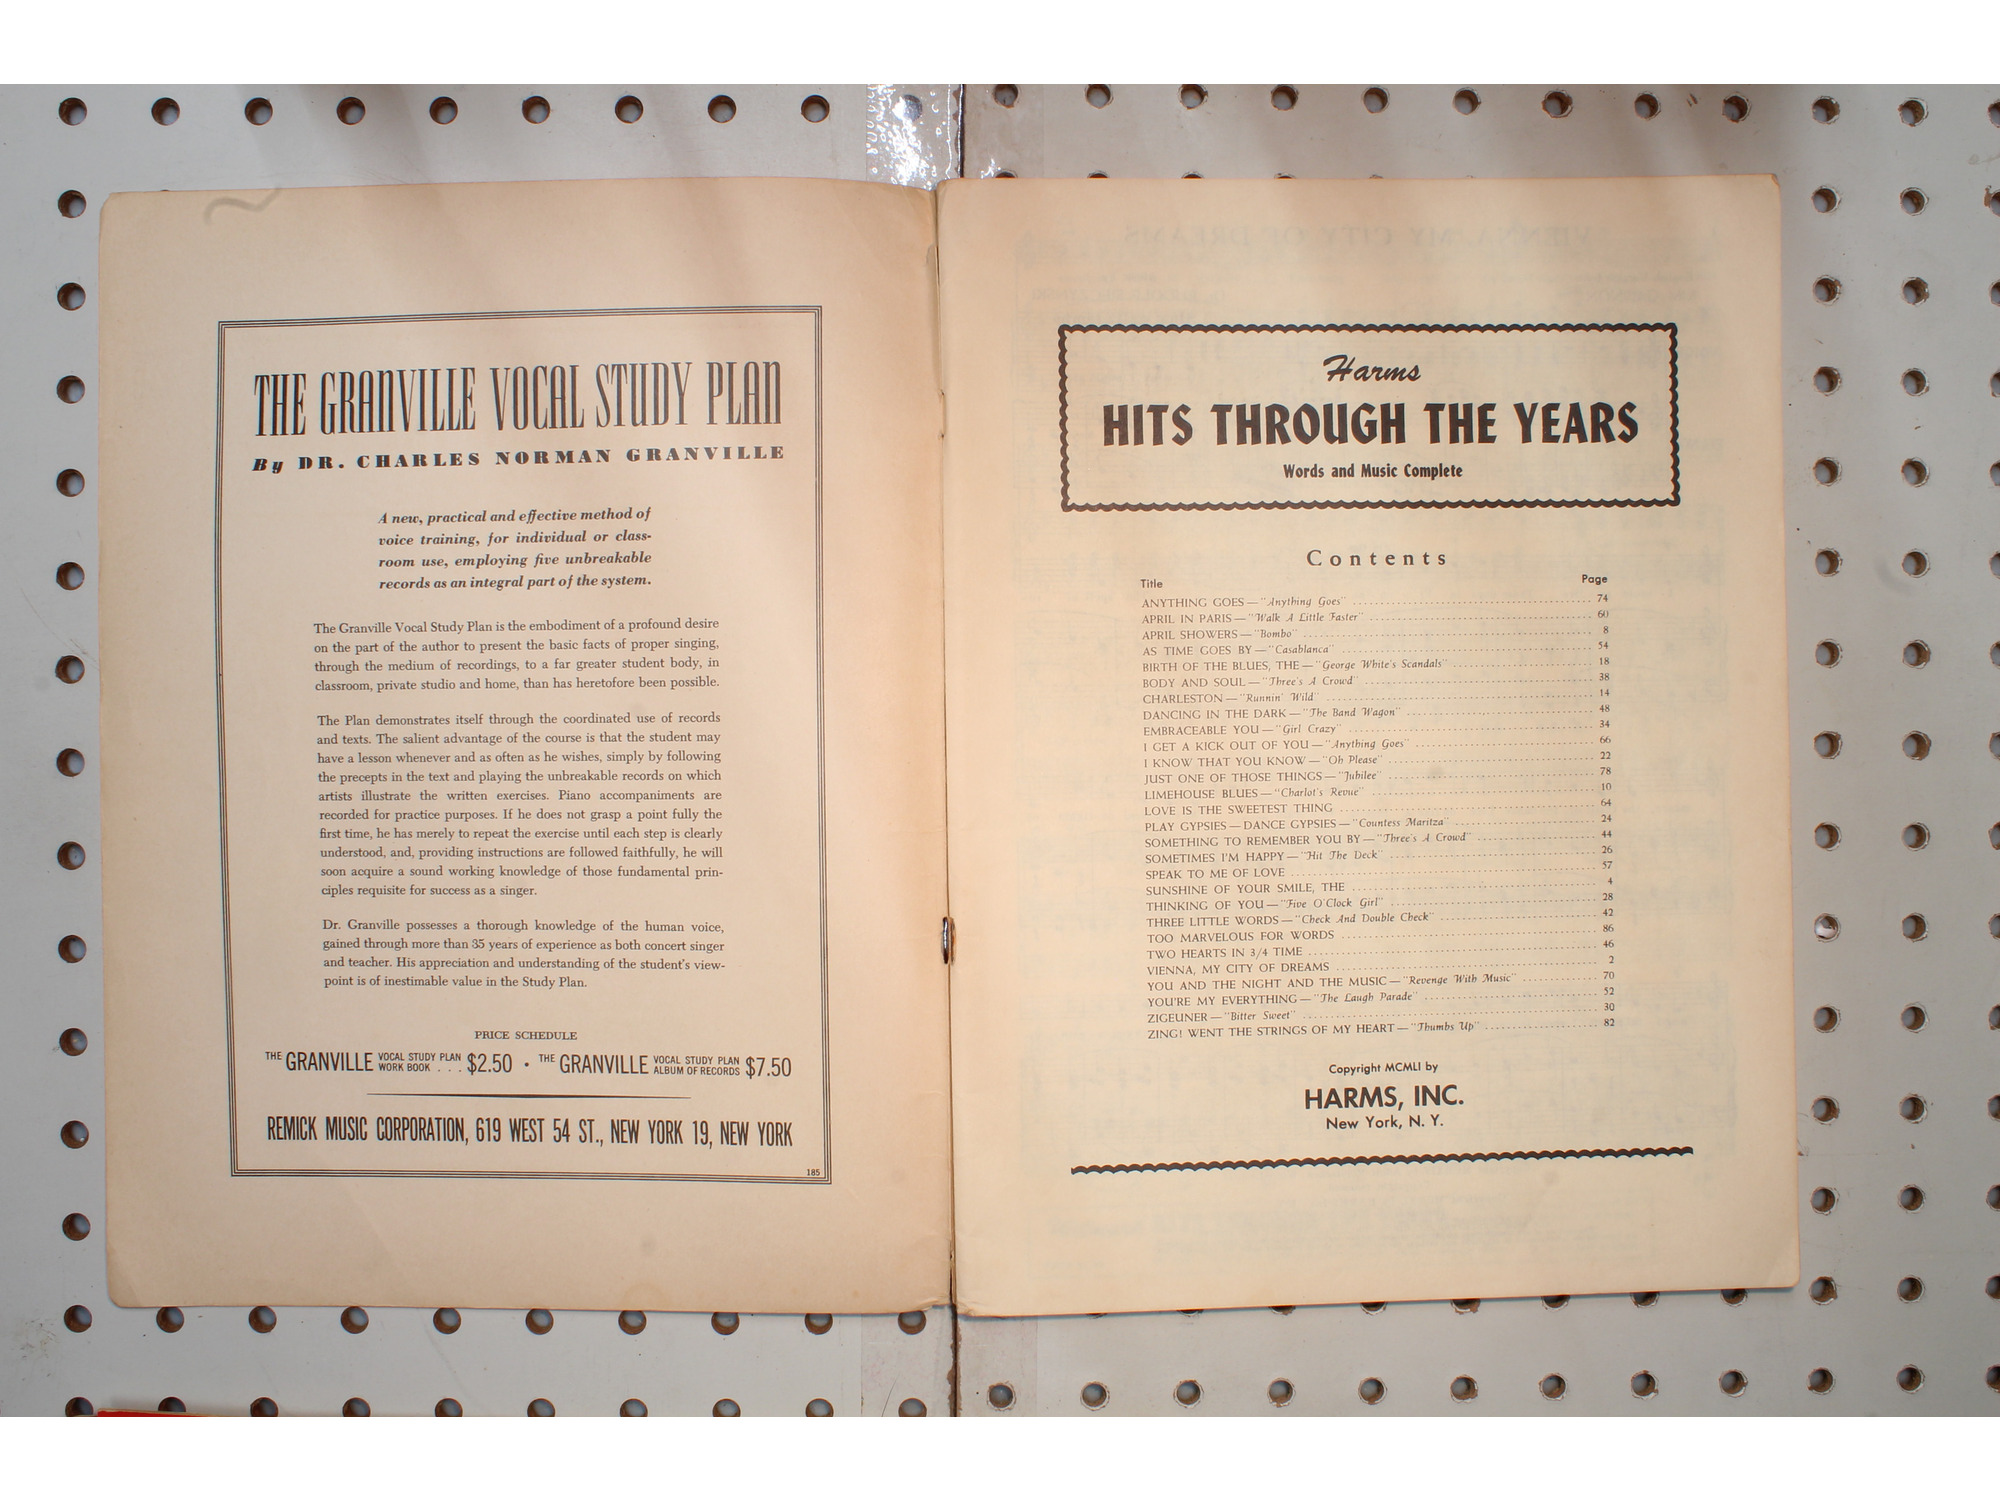 THE GRANVILLE VOCAL STUDY PLAN
By DR. CHARLES NORMAN GRANVILLE
A new, practical and effective method of
voice training, for individual or class-
room use, employing five unbreakable
records as an integral part of the system.
The Granville Vocal Study Plan is the embodiment of a profound desire
on the part of the author to present the basic facts of proper singing,
through the medium of recordings, to a far greater student body, in
classroom, private studio and home, than has heretofore been possible.
The Plan demonstrates itself through the coordinated use of records
and texts. The salient advantage of the course is that the student may
have a lesson whenever and as often as he wishes, simply by following
the precepts in the text and playing the unbreakable records on which
artists illustrate the written exercises. Piano accompaniments are
recorded for practice purposes. If he does not grasp a point fully the
first time, he has merely to repeat the exercise until each step is clearly
understood, and, providing instructions are followed faithfully, he will
soon acquire a sound working knowledge of those fundamental prin-
ciples requisite for success as a singer.
Dr. Granville possesses a thorough knowledge of the human voice,
gained through more than 35 years of experience as both concert singer
and teacher. His appreciation and understanding of the student's view-
point is of inestimable value in the Study Plan.
PRICE SCHEDULE
THE GRANVILLE VOCAL STUDY PLAN WORK BOOK . . . $2.50 • THE GRANVILLE VOCAL STUDY PLAN ALBUM OF RECORDS $7.50
REMICK MUSIC CORPORATION, 619 WEST 54 ST., NEW YORK 19, NEW YORK
185
Harms
HITS THROUGH THE YEARS
Words and Music Complete
Contents
Title Page
ANYTHING GOES—"Anything Goes" 74
APRIL IN PARIS—"Walk A Little Faster" 60
APRIL SHOWERS—"Bombo" 8
AS TIME GOES BY—"Casablanca" 54
BIRTH OF THE BLUES, THE—"George White's Scandals" 18
BODY AND SOUL—"Three's A Crowd" 38
CHARLESTON—"Runnin' Wild" 14
DANCING IN THE DARK—"The Band Wagon" 48
EMBRACEABLE YOU—"Girl Crazy" 34
I GET A KICK OUT OF YOU—"Anything Goes" 66
I KNOW THAT YOU KNOW—"Oh Please" 22
JUST ONE OF THOSE THINGS—"Jubilee" 78
LIMEHOUSE BLUES—"Charlot's Revue" 10
LOVE IS THE SWEETEST THING 64
PLAY GYPSIES—DANCE GYPSIES—"Countess Maritza" 24
SOMETHING TO REMEMBER YOU BY—"Three's A Crowd" 44
SOMETIMES I'M HAPPY—"Hit The Deck" 26
SPEAK TO ME OF LOVE 57
SUNSHINE OF YOUR SMILE, THE 4
THINKING OF YOU—"Five O'Clock Girl" 28
THREE LITTLE WORDS—"Check And Double Check" 42
TOO MARVELOUS FOR WORDS 86
TWO HEARTS IN 3/4 TIME 46
VIENNA, MY CITY OF DREAMS 2
YOU AND THE NIGHT AND THE MUSIC—"Revenge With Music" 70
YOU'RE MY EVERYTHING—"The Laugh Parade" 52
ZIGEUNER—"Bitter Sweet" 30
ZING! WENT THE STRINGS OF MY HEART—"Thumbs Up" 82
Copyright MCMLI by
HARMS, INC.
New York, N. Y.